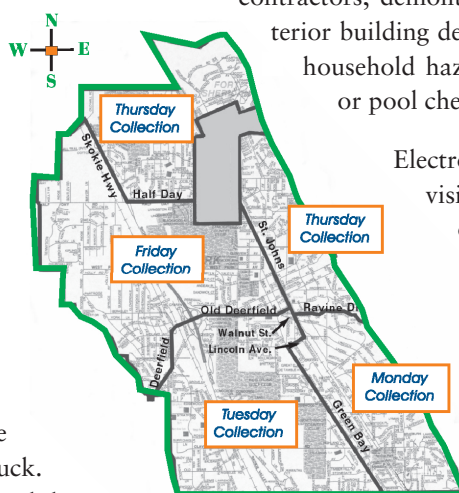 contractors, demon
terior building de
household haz
or pool che
Electro
visi
N
W E
S
Thursday
Collection
Skokie Hwy
Half Day
St. Johns
Thursday
Collection
Friday
Collection
Old Deerfield
Ravine Dr
Walnut St.
Lincoln Ave.
Deerfield
Monday
Collection
Tuesday
Collection
Green Bay
e
uck.